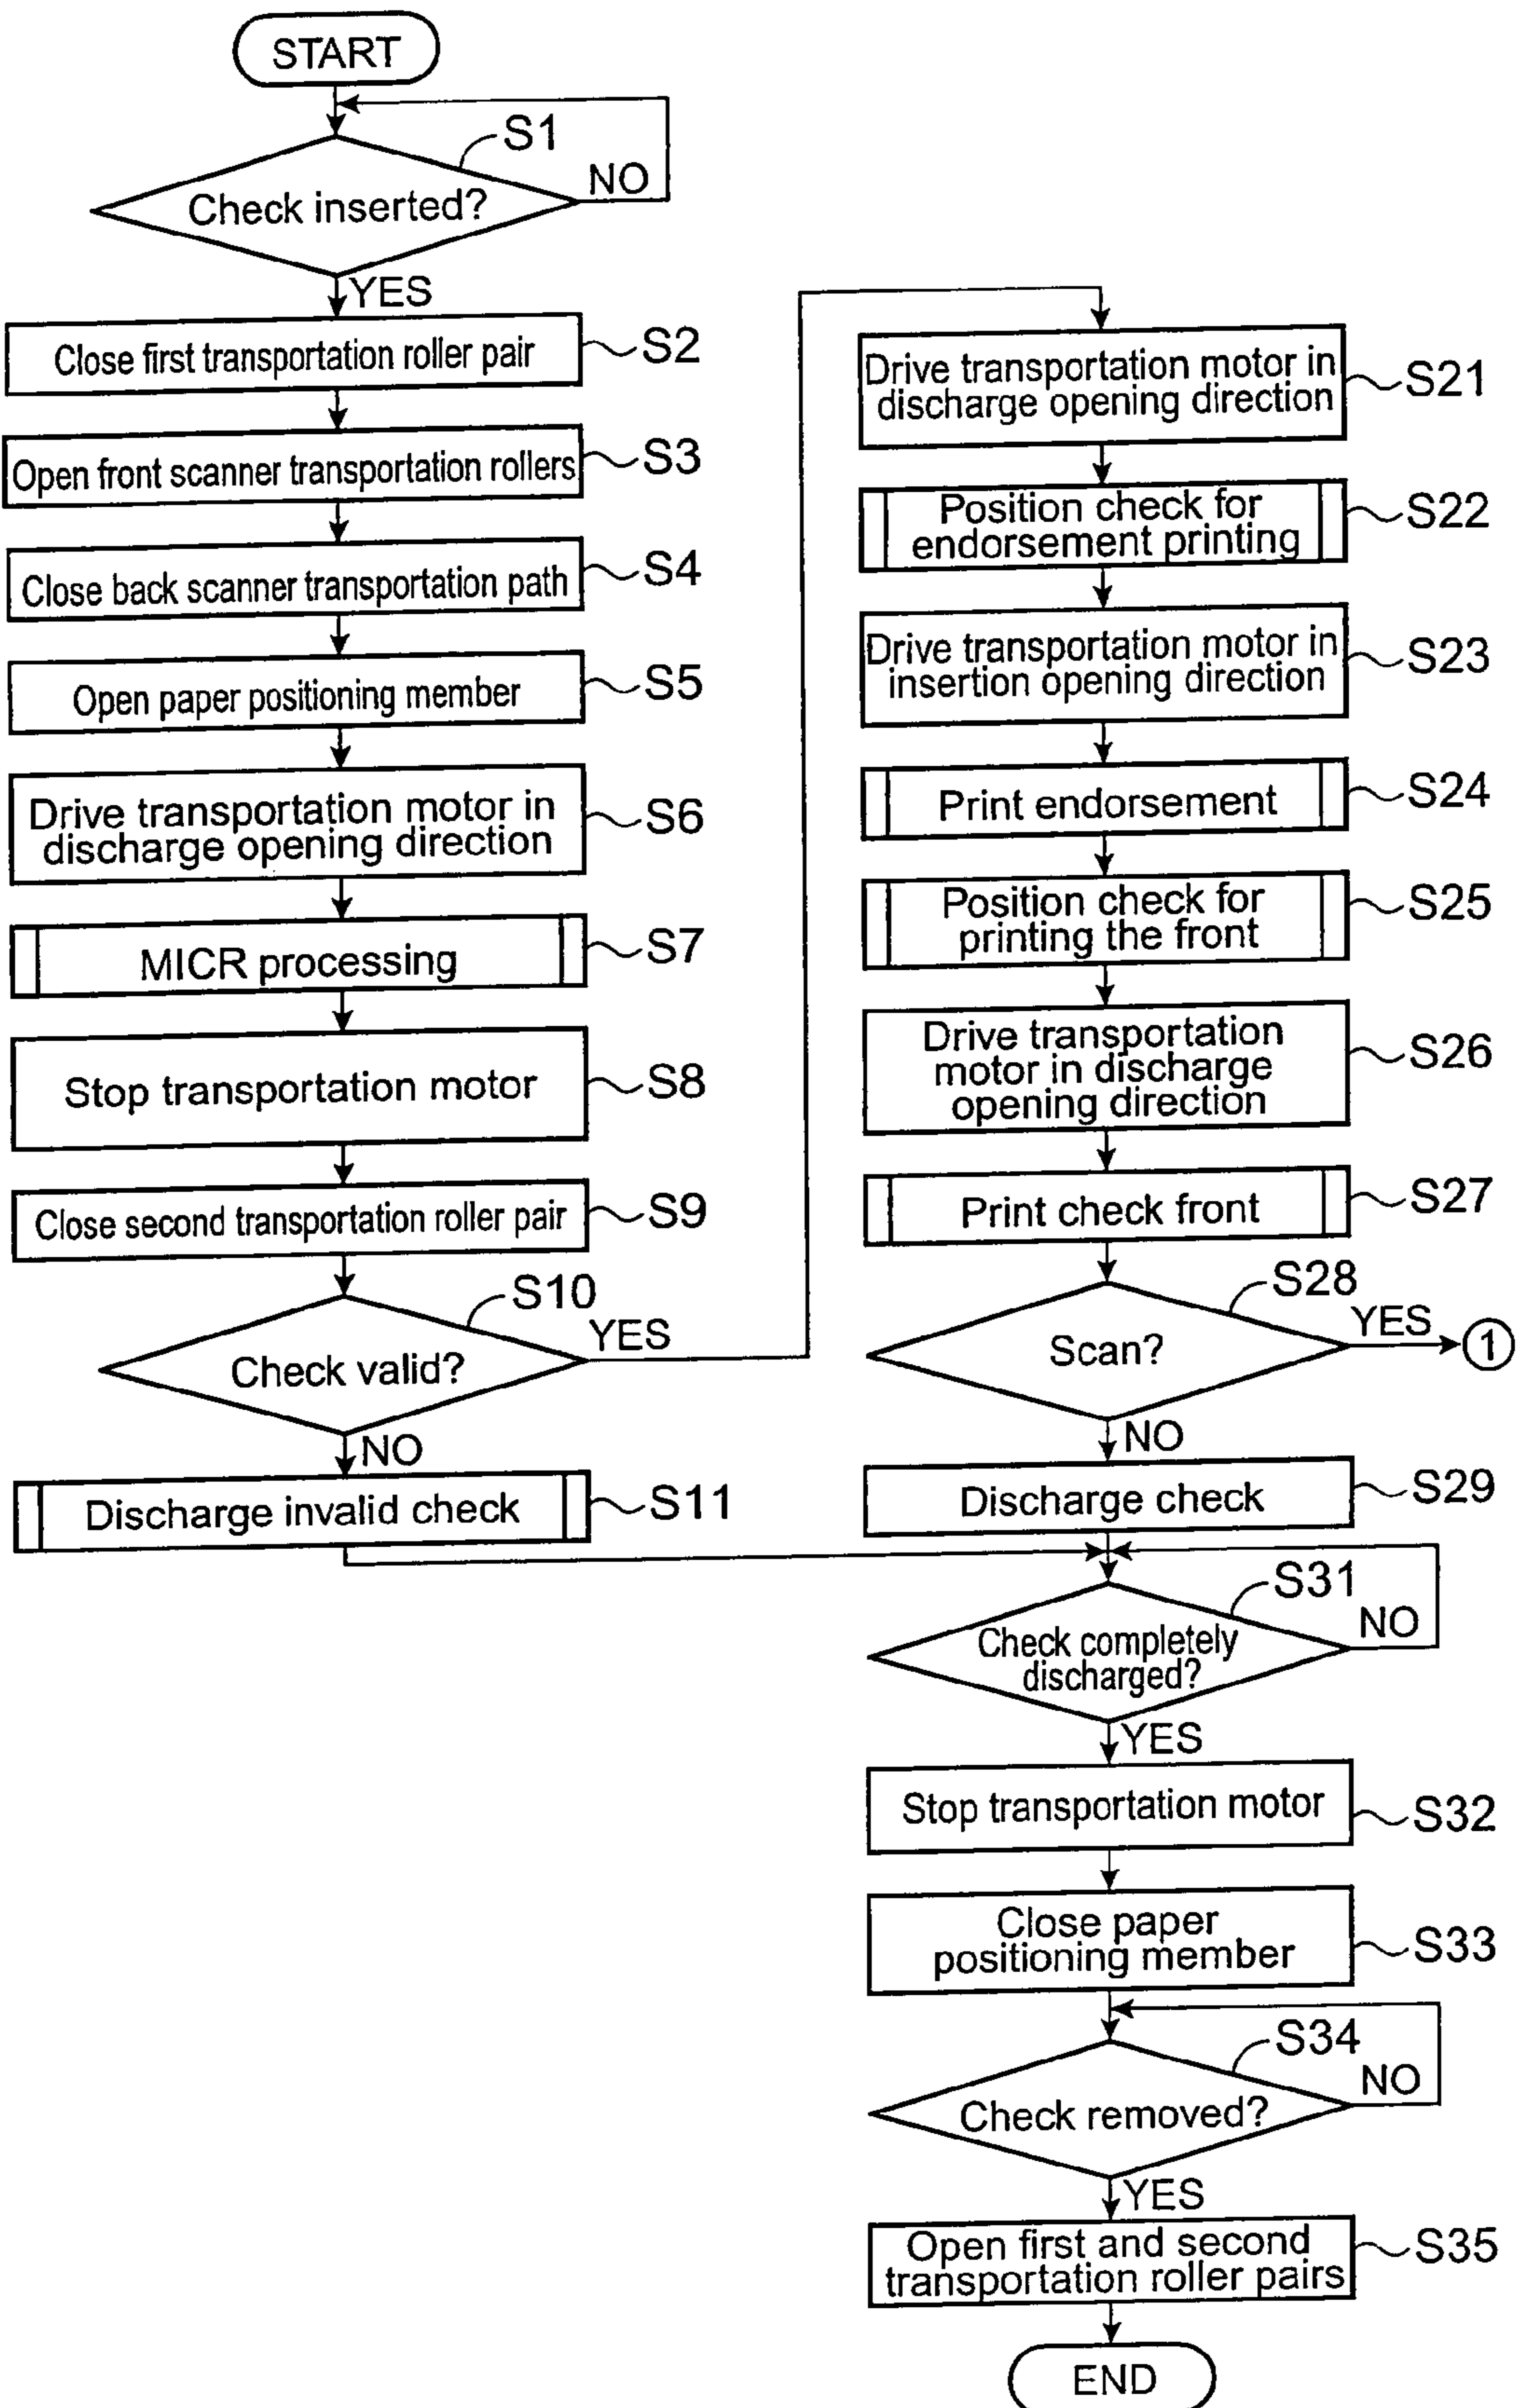 START
S1
NO
Check inserted?
YES
Close first transportation roller pair
S2
Open front scanner transportation rollers
S3
Close back scanner transportation path
S4
Open paper positioning member
S5
Drive transportation motor in
discharge opening direction
S6
MICR processing
S7
Stop transportation motor
S8
Close second transportation roller pair
S9
S10
YES
Check valid?
NO
Discharge invalid check
S11
Drive transportation motor in
discharge opening direction
S21
Position check for
endorsement printing
S22
Drive transportation motor in
insertion opening direction
S23
Print endorsement
S24
Position check for
printing the front
S25
Drive transportation
motor in discharge
opening direction
S26
Print check front
S27
S28
YES
1
Scan?
NO
Discharge check
S29
S31
NO
Check completely
discharged?
YES
Stop transportation motor
S32
Close paper
positioning member
S33
S34
NO
Check removed?
YES
Open first and second
transportation roller pairs
S35
END